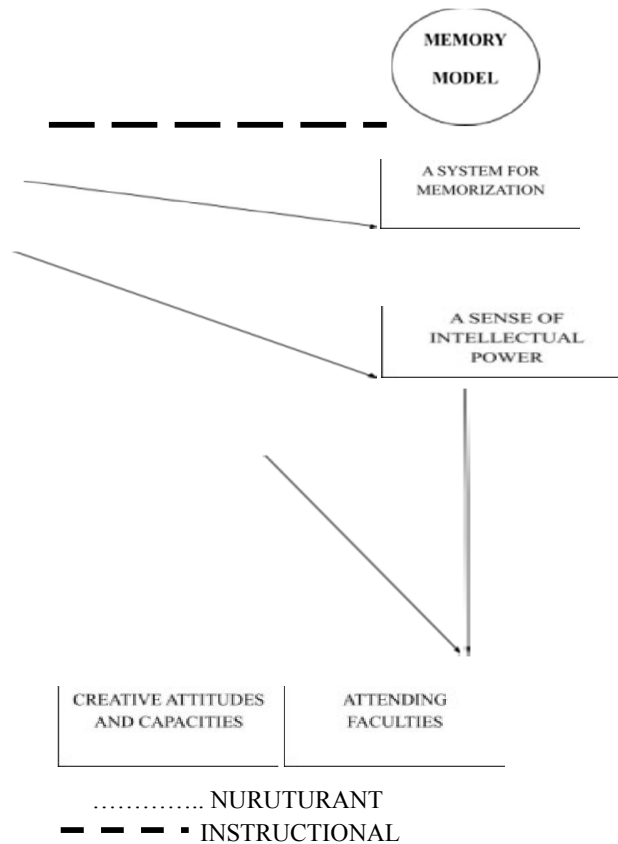 MEMORY
MODEL
A SYSTEM FOR
MEMORIZATION
A SENSE OF
INTELLECTUAL
POWER
CREATIVE ATTITUDES
AND CAPACITIES
ATTENDING
FACULTIES
………….. NURUTURANT
INSTRUCTIONAL